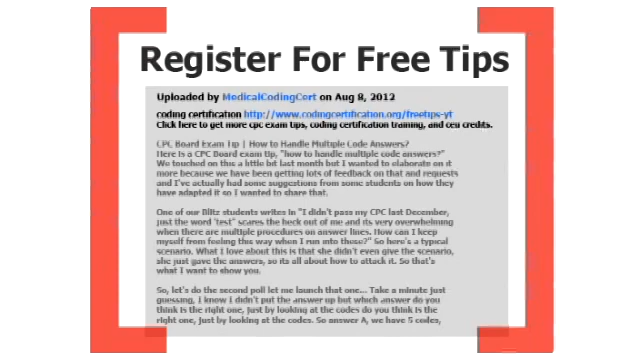 Register For Free Tips
Uploaded by MedicalCodingCert on Aug 8, 2012
coding certification http://www.codingcertification.org/freetips-yt
Click here to get more cpc exam tips, coding certification training, and ceu credits.
CPC Board Exam Tip | How to Handle Multiple Code Answers?
Here is a CPC Board exam tip, "how to handle multiple code answers?"
We touched on this a little bit last month but I wanted to elaborate on it
more because we have been getting lots of feedback on that and requests
and I've actually had some suggestions from some students on how they
have adapted it so I wanted to share that.
One of our Blitz students writes in "I didn't pass my CPC last December,
just the word 'test' scares the heck out of me and its very overwhelming
when there are multiple procedures on answer lines. How can I keep
myself from feeling this way when I run into those?" So here's a typical
scenario. What I love about this is that she didn't even give the scenario,
she just gave the answers, so its all about how to attack it. So that's
what I want to show you.
So, let's do the second poll let me launch that one... Take a minute just
guessing, I know I didn't put the answer up but which answer do you
think is the right one, just by looking at the codes do you think is the
right one, just by looking at the codes. So answer A, we have 5 codes,